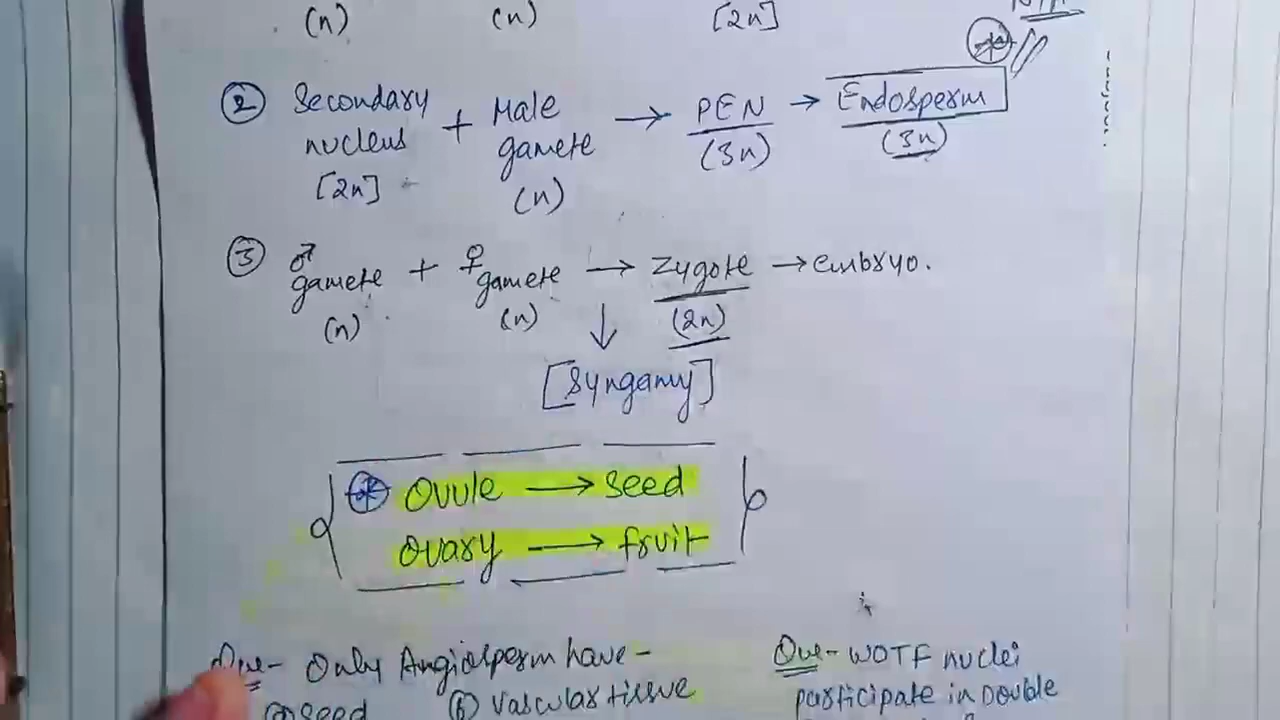 (n) (n) [2n]
② Secondary nucleus [2n] + Male gamete (n) → PEN (3n) → Endosperm (3n)
③ ♂ gamete (n) + ♀ gamete (n) → Zygote (2n) → embryo.
↓
[Syngamy]
Ovule → seed
Ovary → fruit
Que- Only Angiosperm have -
(a) Seed (b) Vascular tissue
Que- WOTF nuclei
participate in Double